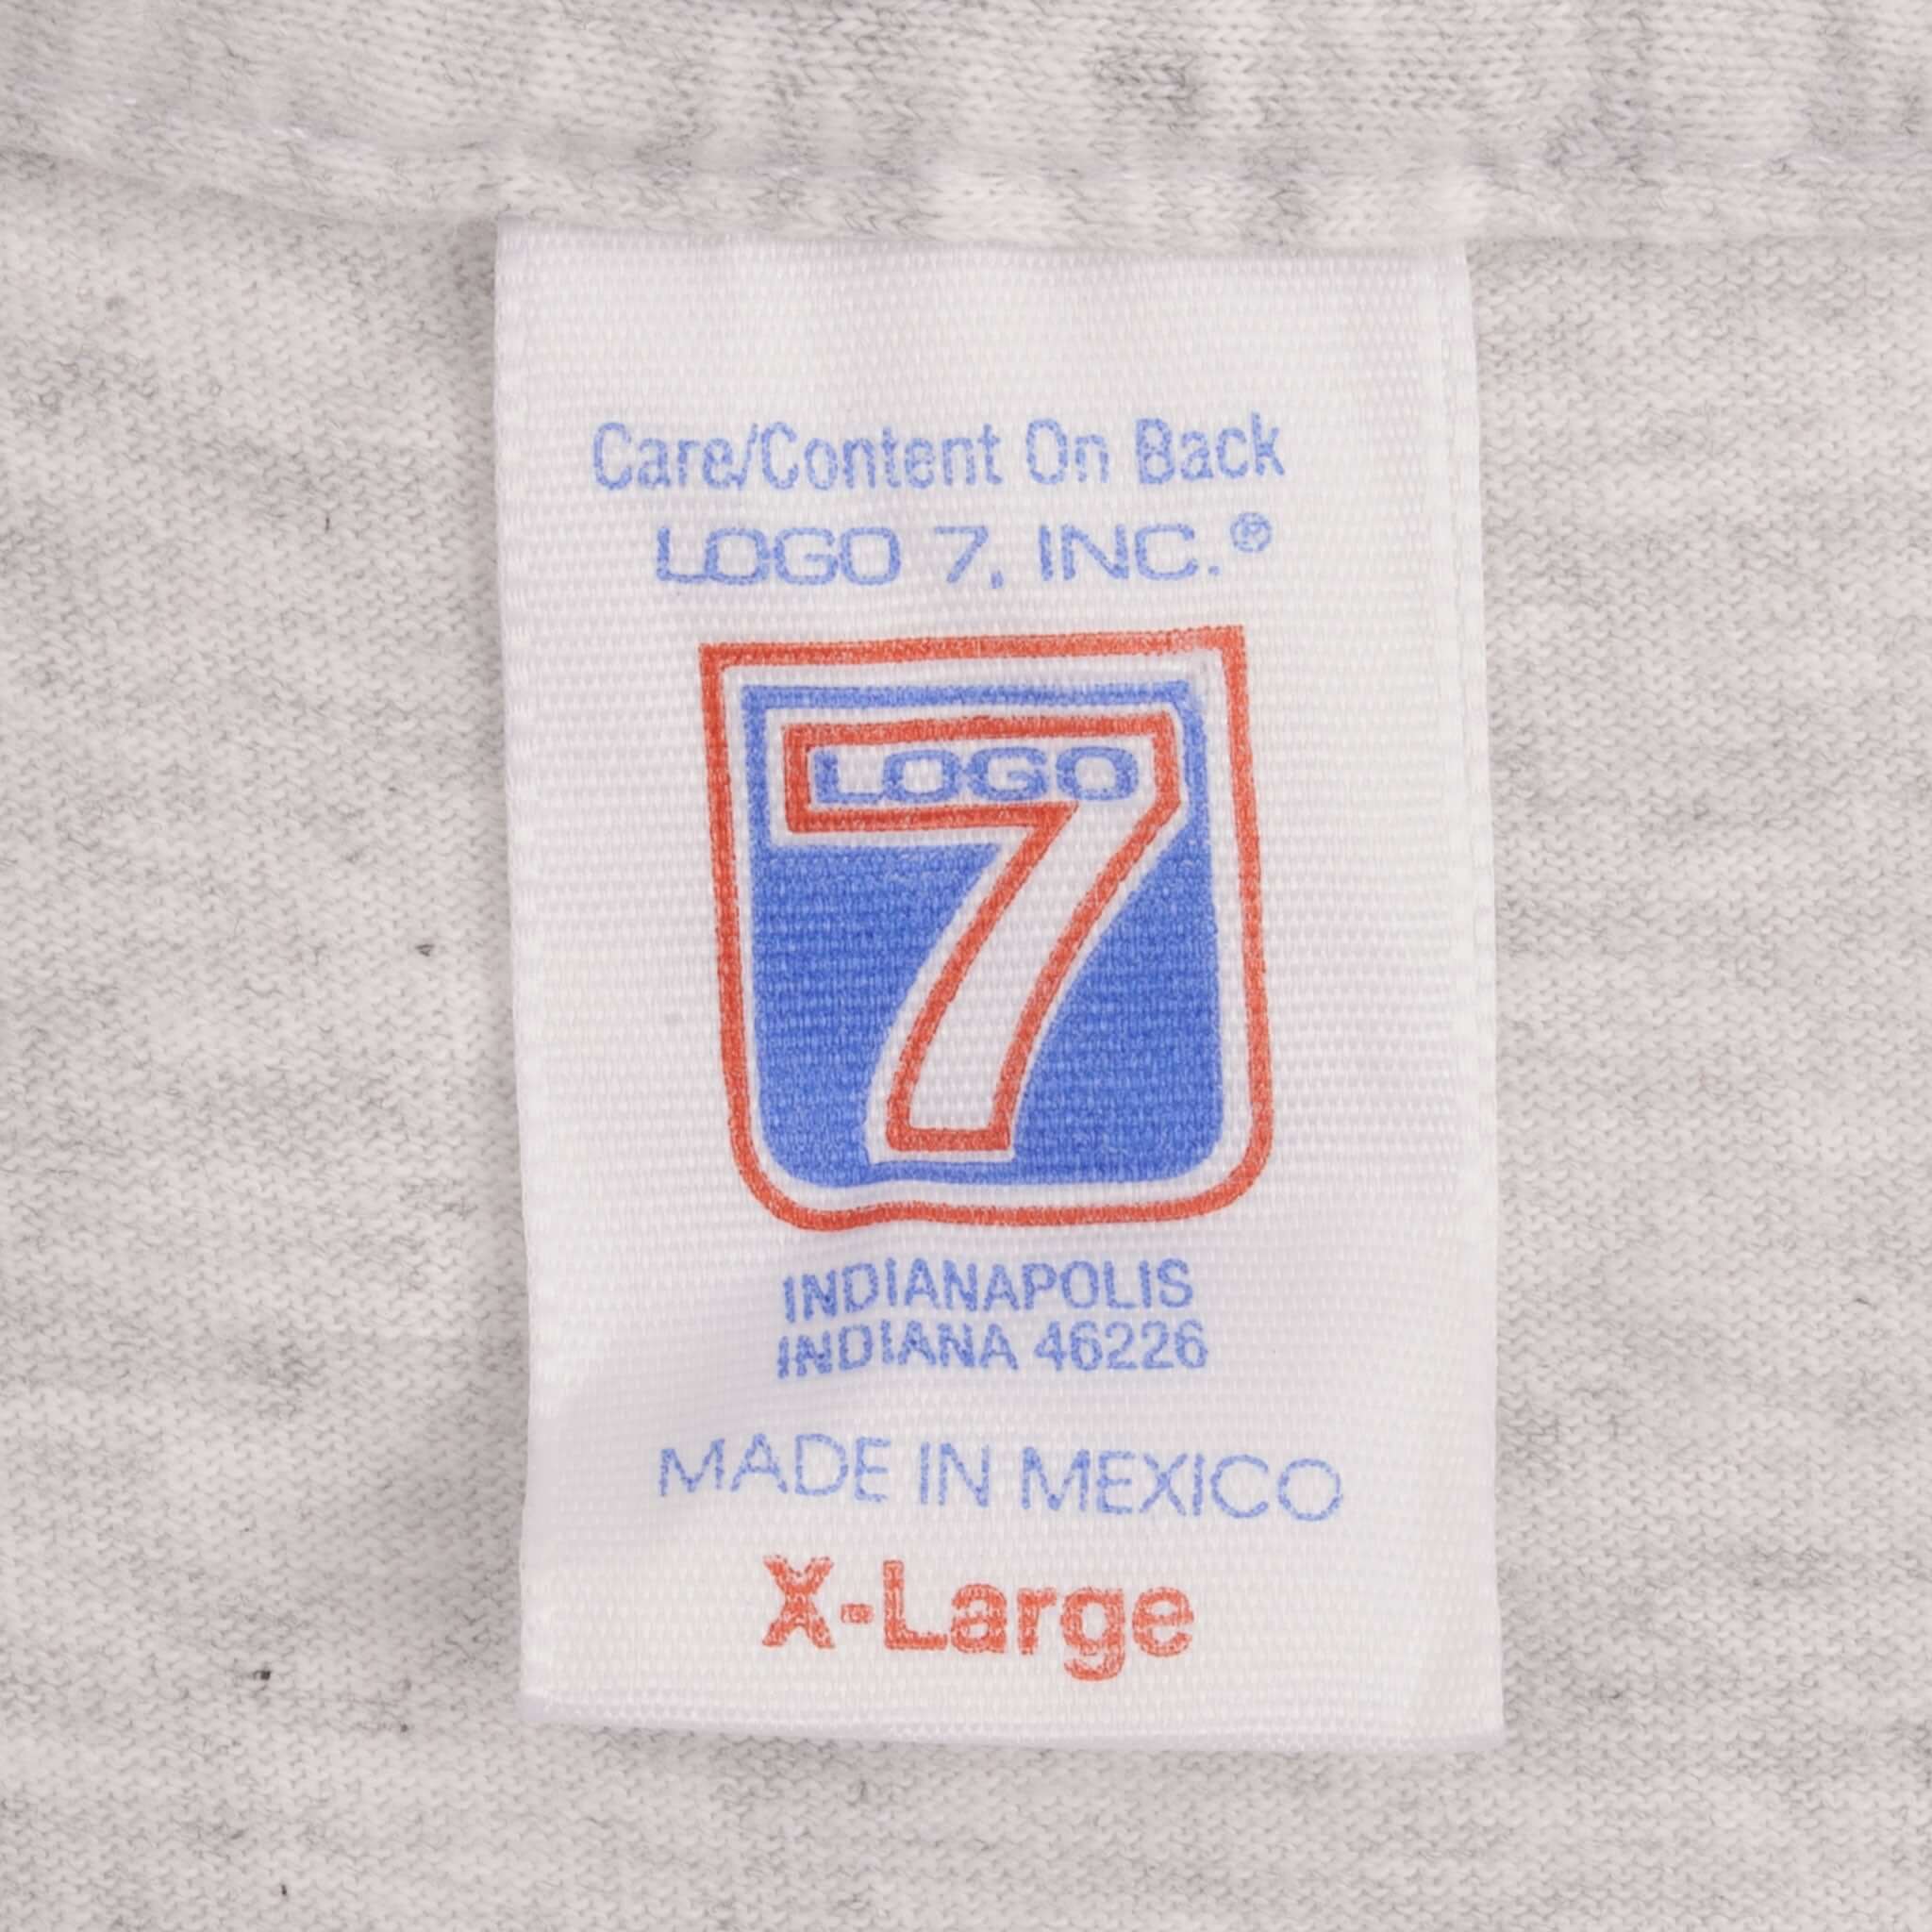 Care/Content On Back
LOGO 7, INC.®
LOGO
7
INDIANAPOLIS
INDIANA 46226
MADE IN MEXICO
X-Large